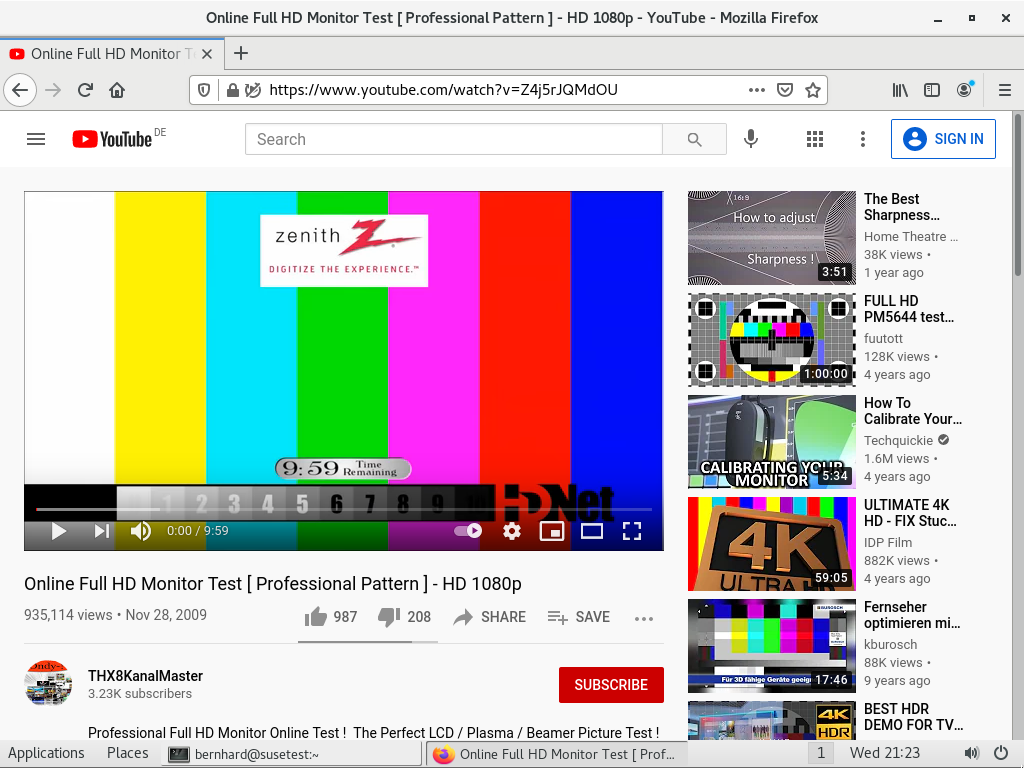 Online Full HD Monitor Test [ Professional Pattern ] - HD 1080p - YouTube - Mozilla Firefox
Online Full HD Monitor T
https://www.youtube.com/watch?v=Z4j5rJQMdOU
YouTube DE
Search
SIGN IN
zenith
DIGITIZE THE EXPERIENCE.™
9:59 Time Remaining
1 2 3 4 5 6 7 8 9
HDNet
0:00 / 9:59
Online Full HD Monitor Test [ Professional Pattern ] - HD 1080p
935,114 views • Nov 28, 2009
987
208
SHARE
SAVE
THX8KanalMaster
3.23K subscribers
SUBSCRIBE
Professional Full HD Monitor Online Test ! The Perfect LCD / Plasma / Beamer Picture Test !
16:9
How to adjust
Sharpness !
3:51
The Best
Sharpness…
Home Theatre …
38K views •
1 year ago
1:00:00
FULL HD
PM5644 test…
fuutott
128K views •
4 years ago
CALIBRATING YOUR
MONITOR
5:34
How To
Calibrate Your…
Techquickie
1.6M views •
4 years ago
4K
ULTRA HD
59:05
ULTIMATE 4K
HD - FIX Stuc…
IDP Film
882K views •
4 years ago
BUROSCH
Für 3D fähige Geräte geeig
17:46
Fernseher
optimieren mi…
kburosch
88K views •
9 years ago
4K
HDR
BEST HDR
DEMO FOR TV…
Applications
Places
bernhard@susetest:~
Online Full HD Monitor Test [ Prof…
1
Wed 21:23